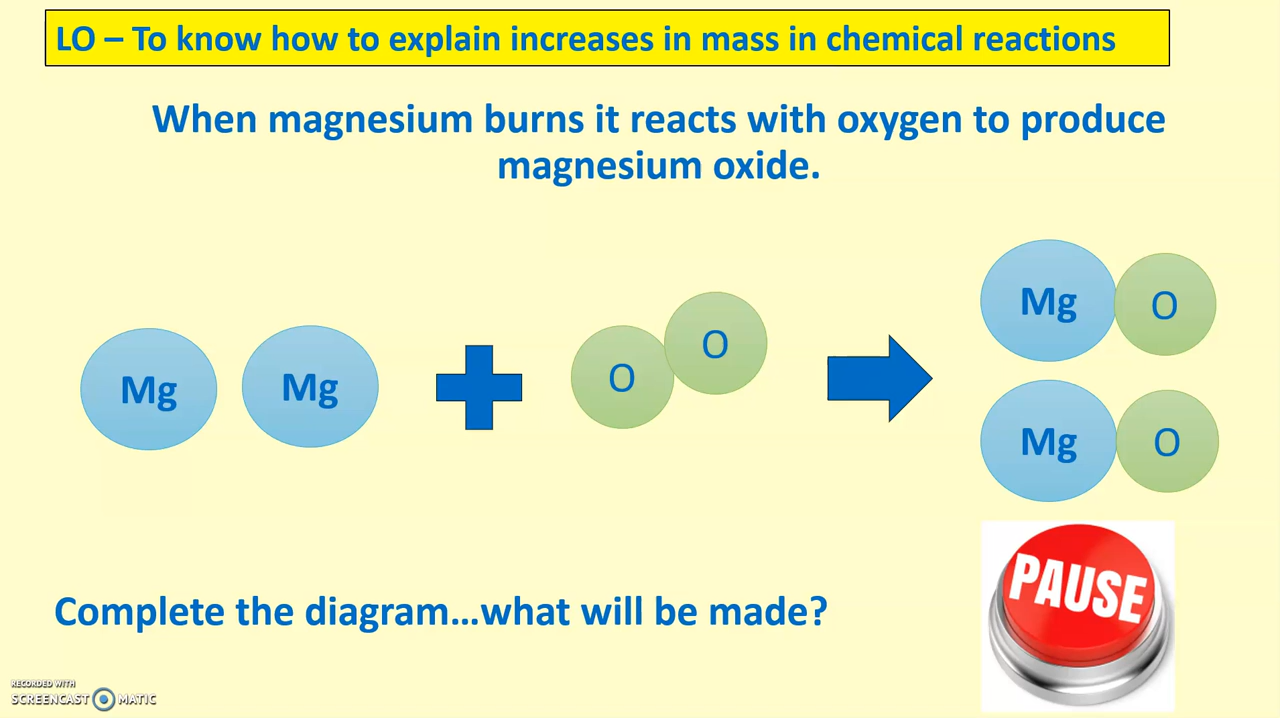 LO – To know how to explain increases in mass in chemical reactions
When magnesium burns it reacts with oxygen to produce
magnesium oxide.
Mg Mg O O Mg O
Mg O
Complete the diagram…what will be made?
PAUSE
RECORDED WITH
SCREENCAST MATIC